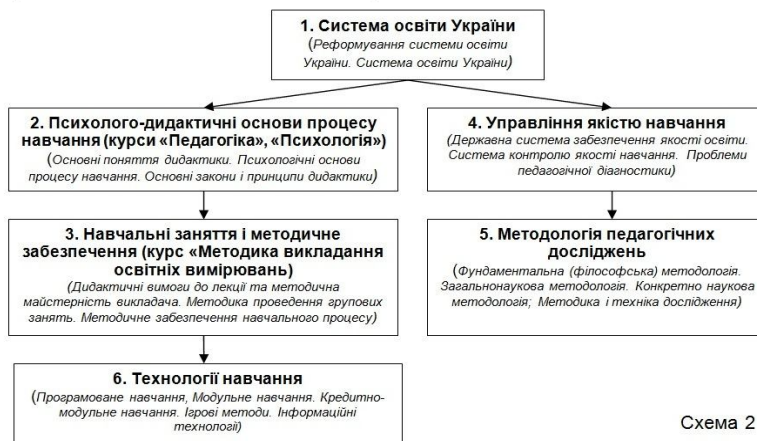 1. Система освіти України
(Реформування системи освіти
України. Система освіти України)
2. Психолого-дидактичні основи процесу
навчання (курси «Педагогіка», «Психологія»)
(Основні поняття дидактики. Психологічні основи
процесу навчання. Основні закони і принципи дидактики)
4. Управління якістю навчання
(Державна система забезпечення якості освіти.
Система контролю якості навчання. Проблеми
педагогічної діагностики)
3. Навчальні заняття і методичне
забезпечення (курс «Методика викладання
освітніх вимірювань)
(Дидактичні вимоги до лекції та методична
майстерність викладача. Методика проведення групових
занять. Методичне забезпечення навчального процесу)
5. Методологія педагогічних
досліджень
(Фундаментальна (філософська) методологія.
Загальнонаукова методологія. Конкретно наукова
методологія; Методика і техніка дослідження)
6. Технології навчання
(Програмоване навчання, Модульне навчання. Кредитно-
модульне навчання. Ігрові методи. Інформаційні
технології)
Схема 2